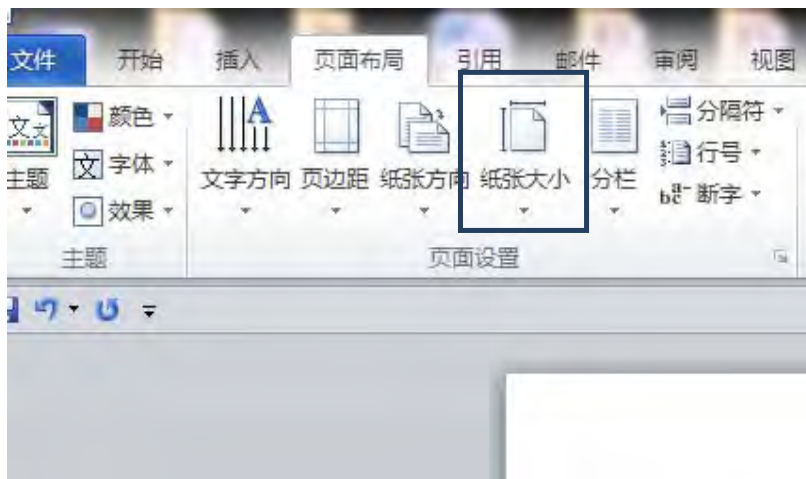 文件 开始 插入 页面布局 引用 邮件 审阅 视图
文文 颜色 A 分隔符
主题 字体 文字方向 页边距 纸张方向 纸张大小 分栏 行号
效果 断字
主题 页面设置